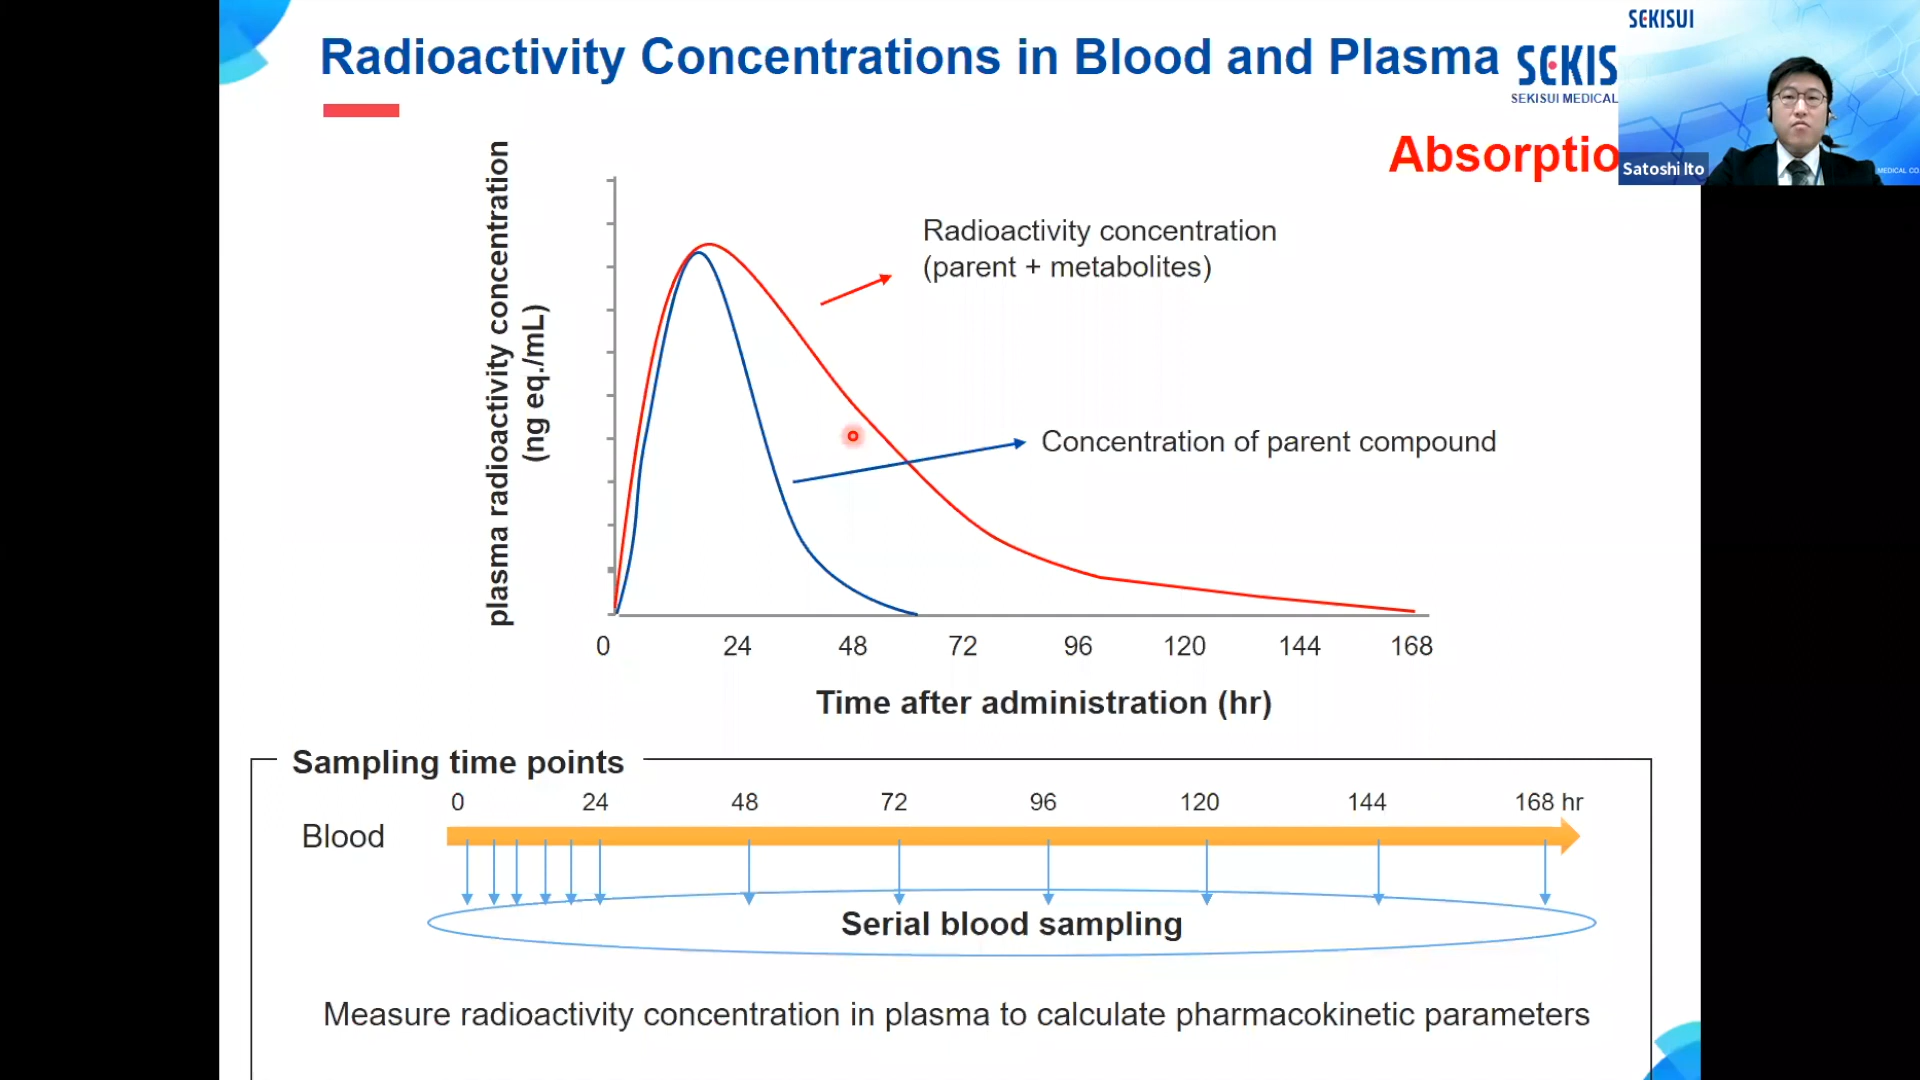 Radioactivity Concentrations in Blood and Plasma
SEKIS
SEKISUI MEDICAL
SEKISUI
Satoshi Ito
MEDICAL CO
Absorptio
plasma radioactivity concentration
(ng eq./mL)
Radioactivity concentration
(parent + metabolites)
Concentration of parent compound
0 24 48 72 96 120 144 168
Time after administration (hr)
Sampling time points
0 24 48 72 96 120 144 168 hr
Blood
Serial blood sampling
Measure radioactivity concentration in plasma to calculate pharmacokinetic parameters